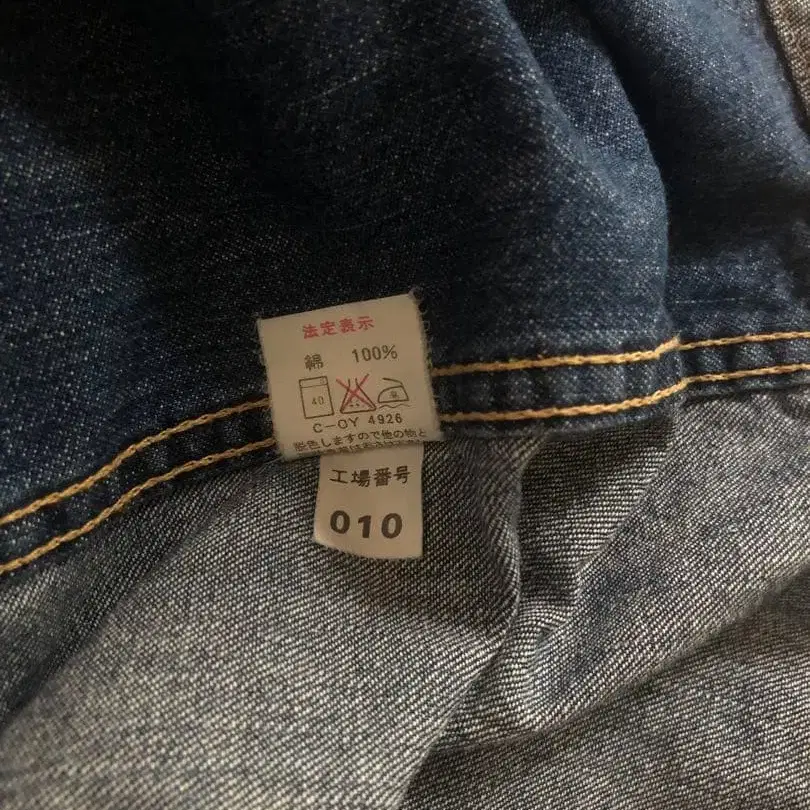 法定表示
綿 100%
40
C-OY 4926
脱色しますので他の物と
工場番号
010